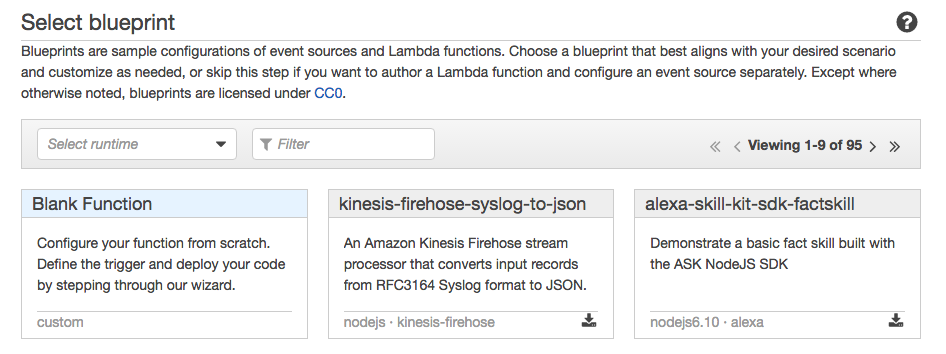 Select blueprint
Blueprints are sample configurations of event sources and Lambda functions. Choose a blueprint that best aligns with your desired scenario
and customize as needed, or skip this step if you want to author a Lambda function and configure an event source separately. Except where
otherwise noted, blueprints are licensed under CC0.
Select runtime
Filter
« ‹ Viewing 1-9 of 95 › »
Blank Function
Configure your function from scratch.
Define the trigger and deploy your code
by stepping through our wizard.
custom
kinesis-firehose-syslog-to-json
An Amazon Kinesis Firehose stream
processor that converts input records
from RFC3164 Syslog format to JSON.
nodejs · kinesis-firehose
alexa-skill-kit-sdk-factskill
Demonstrate a basic fact skill built with
the ASK NodeJS SDK
nodejs6.10 · alexa